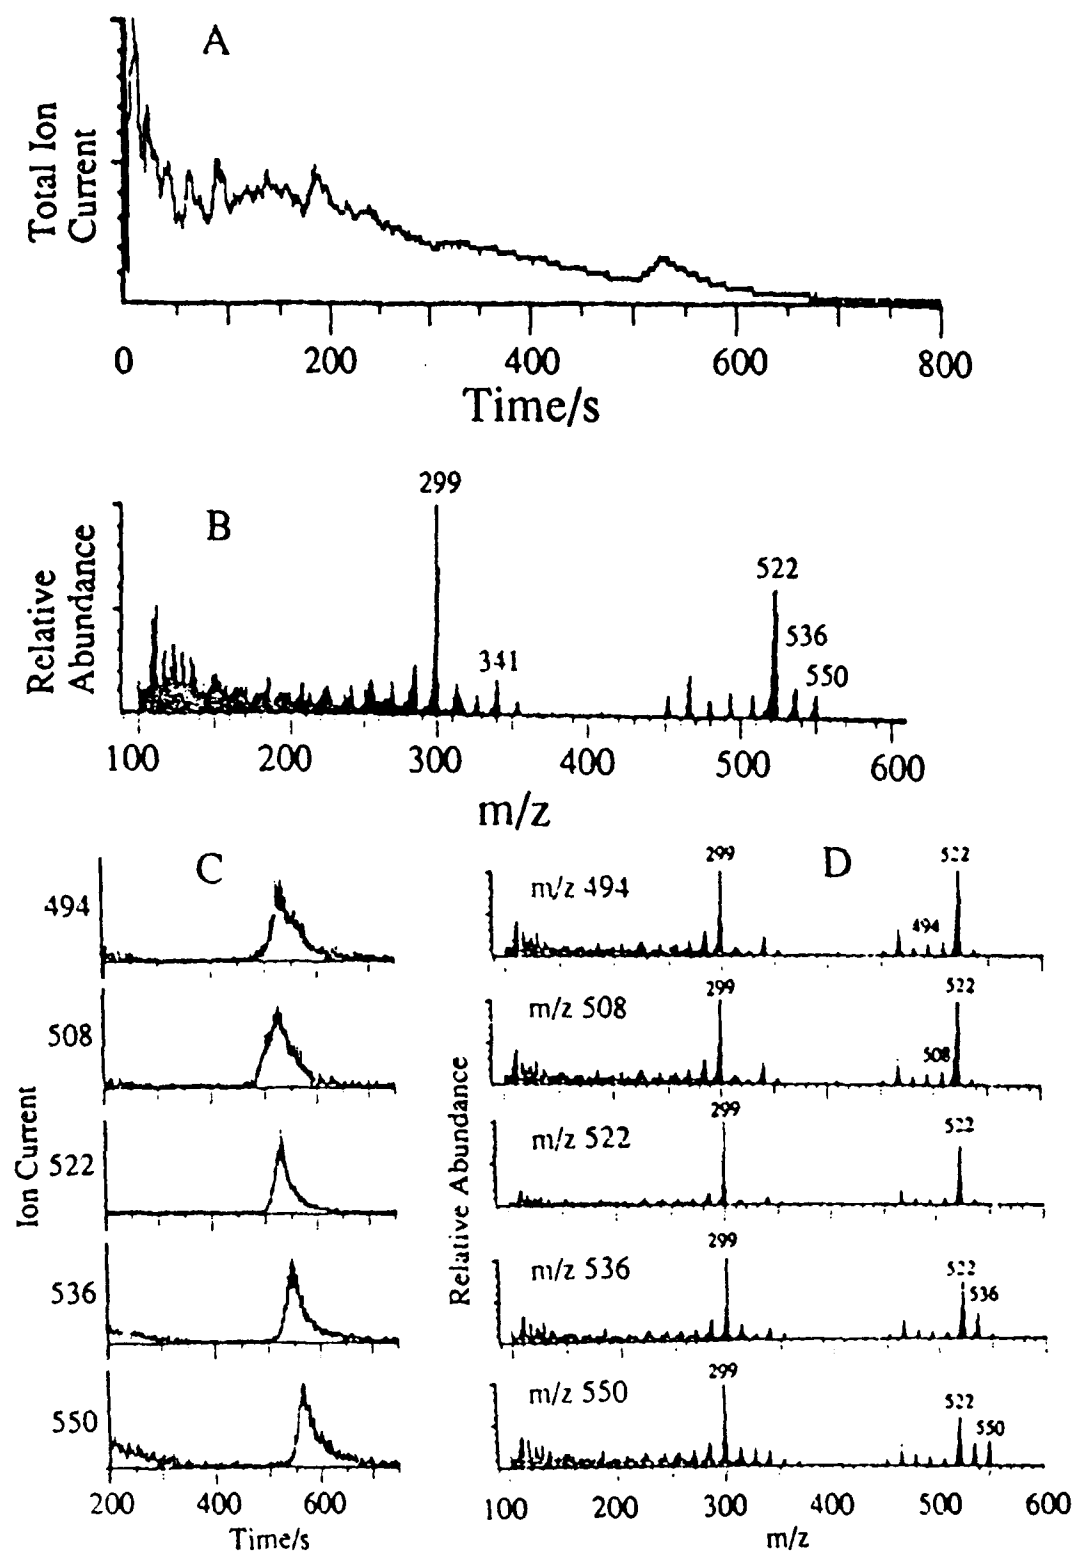 A
Total Ion
Current
0 200 400 600 800
Time/s
B
Relative
Abundance
299
341
522
536
550
100 200 300 400 500 600
m/z
C
Ion Current
494
508
522
536
550
200 400 600
Time/s
D
Relative Abundance
m/z 494
299
494
522
m/z 508
299
508
522
m/z 522
299
522
m/z 536
299
522
536
m/z 550
299
522
550
100 200 300 400 500 600
m/z